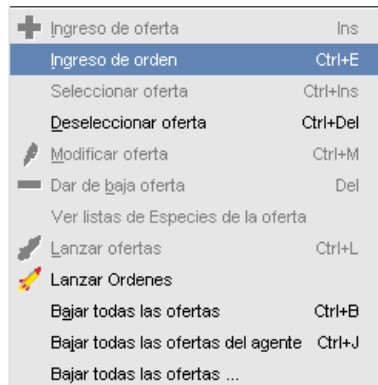 Ingreso de oferta Ins
Ingreso de orden Ctrl+E
Seleccionar oferta Ctrl+Ins
Deseleccionar oferta Ctrl+Del
Modificar oferta Ctrl+M
Dar de baja oferta Del
Ver listas de Especies de la oferta
Lanzar ofertas Ctrl+L
Lanzar Ordenes
Bajar todas las ofertas Ctrl+B
Bajar todas las ofertas del agente Ctrl+J
Bajar todas las ofertas ...